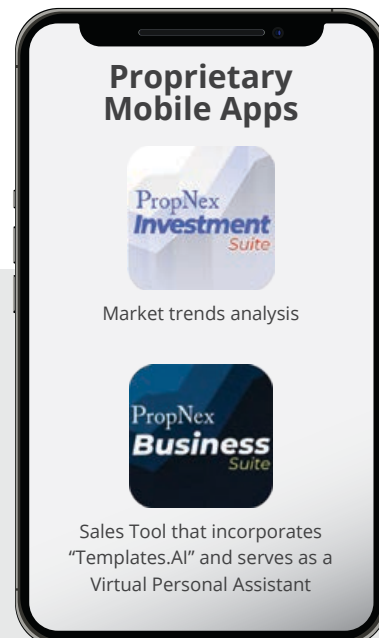 Proprietary
Mobile Apps
PropNex
Investment
Suite
Market trends analysis
PropNex
Business
Suite
Sales Tool that incorporates
“Templates.AI” and serves as a
Virtual Personal Assistant